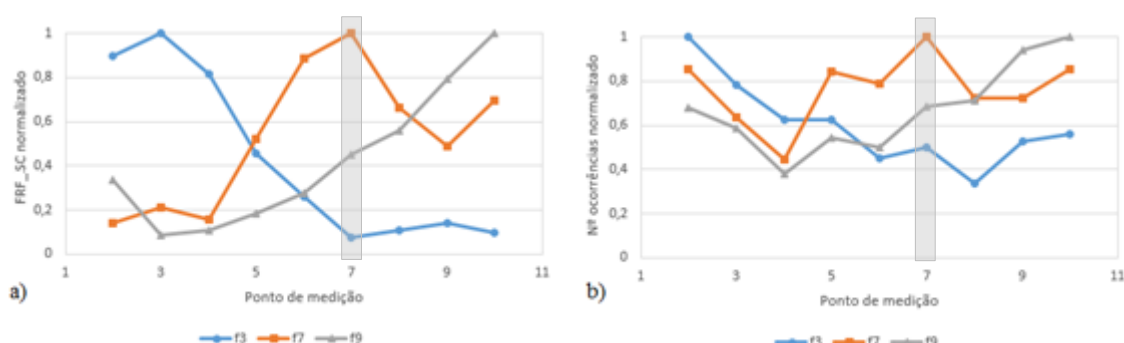 FRF_SC normalizado
1
0,8
0,6
0,4
0,2
0
1 3 5 7 9 11
Ponto de medição
a)
f3 f7 f9
Nº ocorrências normalizado
1
0,8
0,6
0,4
0,2
0
1 3 5 7 9 11
Ponto de medição
b)
f3 f7 f9